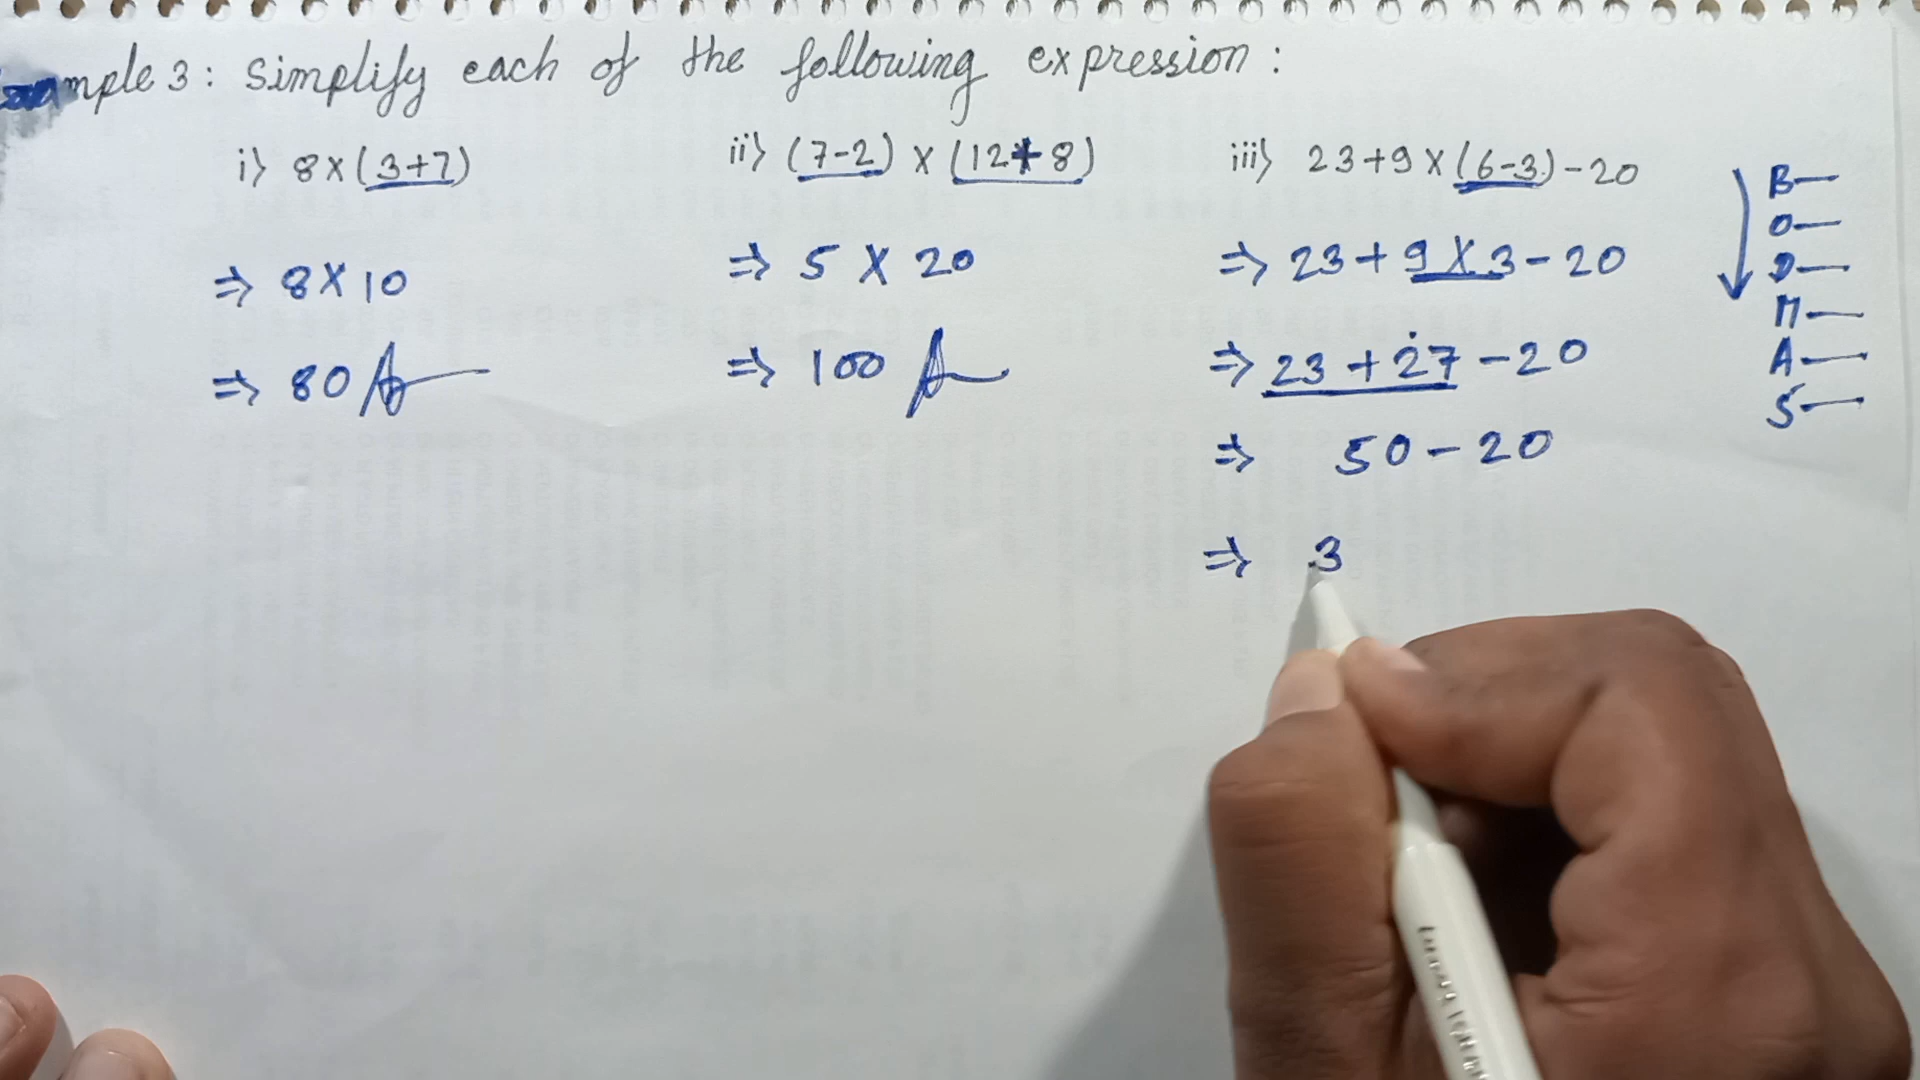 mple 3: Simplify each of the following expression:
i) 8×(3+7)
⇒ 8×10
⇒ 80
ii) (7-2) × (12+8)
⇒ 5 × 20
⇒ 100
iii) 23+9×(6-3)-20
⇒ 23+9×3-20
⇒ 23+27-20
⇒ 50-20
⇒ 3
B—
O—
D—
M—
A—
S—